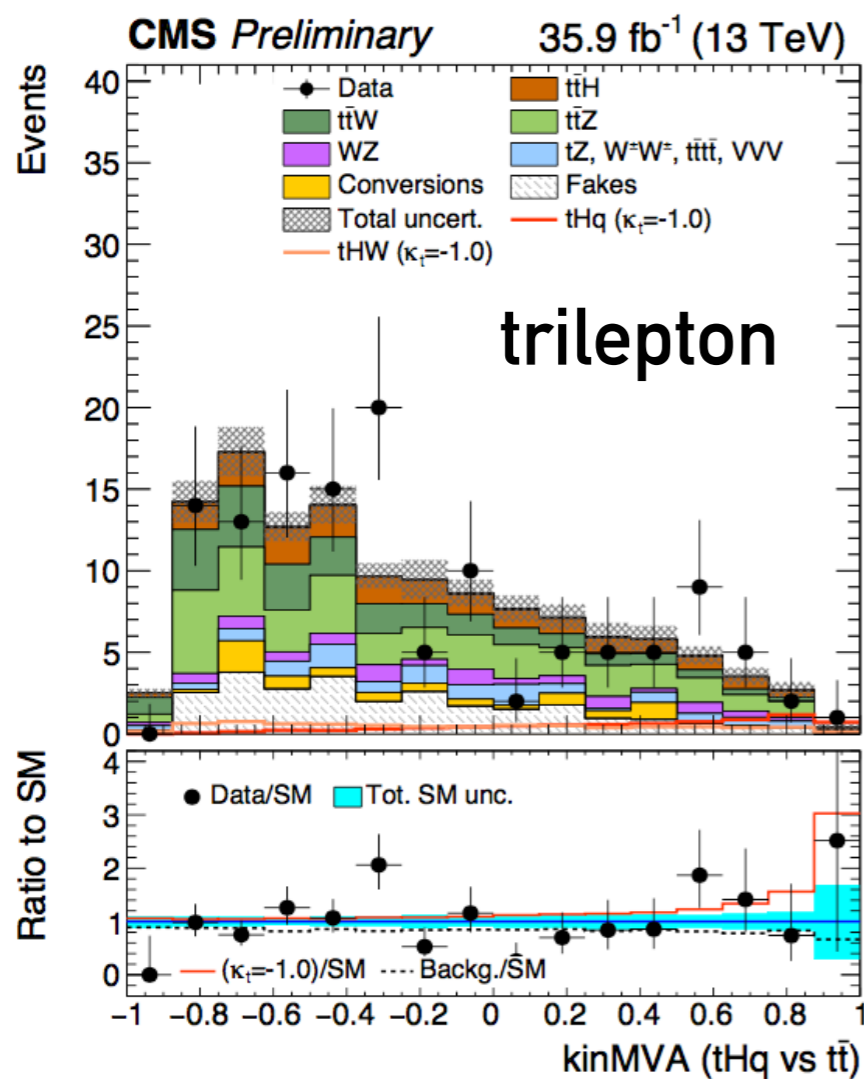 CMS Preliminary 35.9 fb⁻¹ (13 TeV)
Events
40
35
30
25
20
15
10
5
0
Data tt̄H
tt̄W tt̄Z
WZ tZ, W±W±, tt̄tt̄, VVV
Conversions Fakes
Total uncert. tHq (κₜ=-1.0)
tHW (κₜ=-1.0)
trilepton
Ratio to SM
4
3
2
1
0
Data/SM Tot. SM unc.
(κₜ=-1.0)/SM Backg./SM
−1 −0.8 −0.6 −0.4 −0.2 0 0.2 0.4 0.6 0.8 1
kinMVA (tHq vs tt̄)